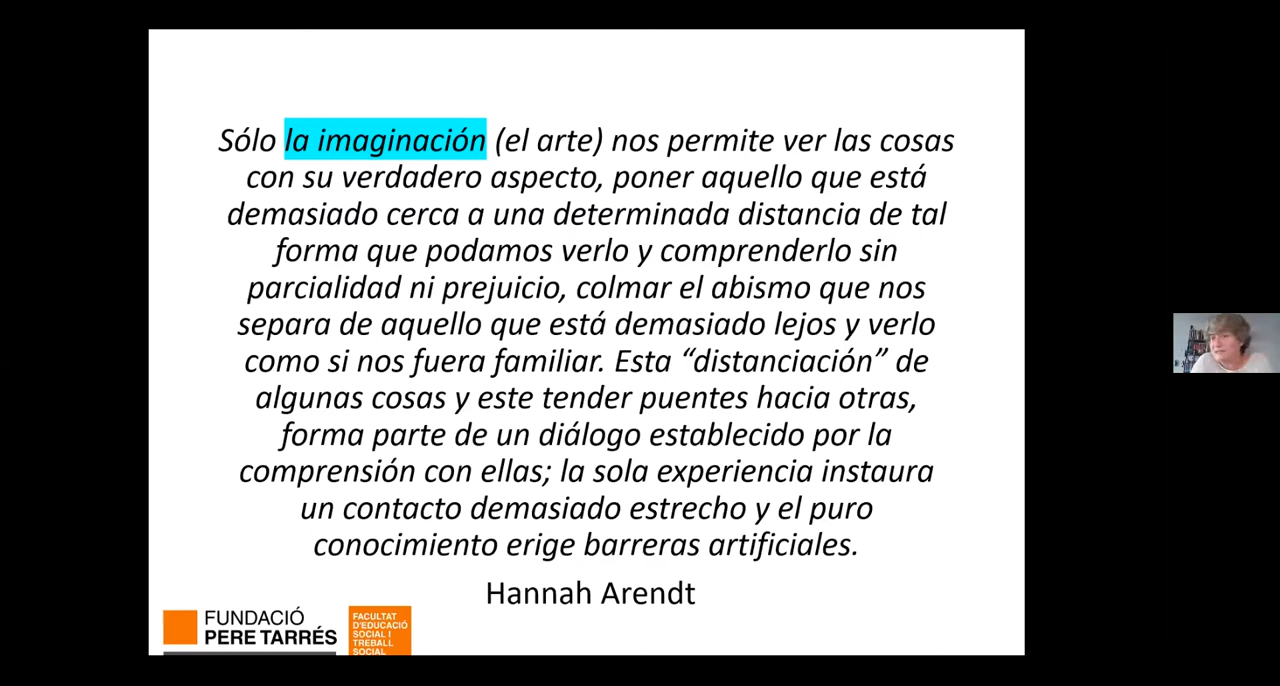 Sólo la imaginación (el arte) nos permite ver las cosas
con su verdadero aspecto, poner aquello que está
demasiado cerca a una determinada distancia de tal
forma que podamos verlo y comprenderlo sin
parcialidad ni prejuicio, colmar el abismo que nos
separa de aquello que está demasiado lejos y verlo
como si nos fuera familiar. Esta “distanciación” de
algunas cosas y este tender puentes hacia otras,
forma parte de un diálogo establecido por la
comprensión con ellas; la sola experiencia instaura
un contacto demasiado estrecho y el puro
conocimiento erige barreras artificiales.
Hannah Arendt
FUNDACIÓ
PERE TARRÉS
FACULTAT
D'EDUCACIÓ
SOCIAL I
TREBALL
SOCIAL